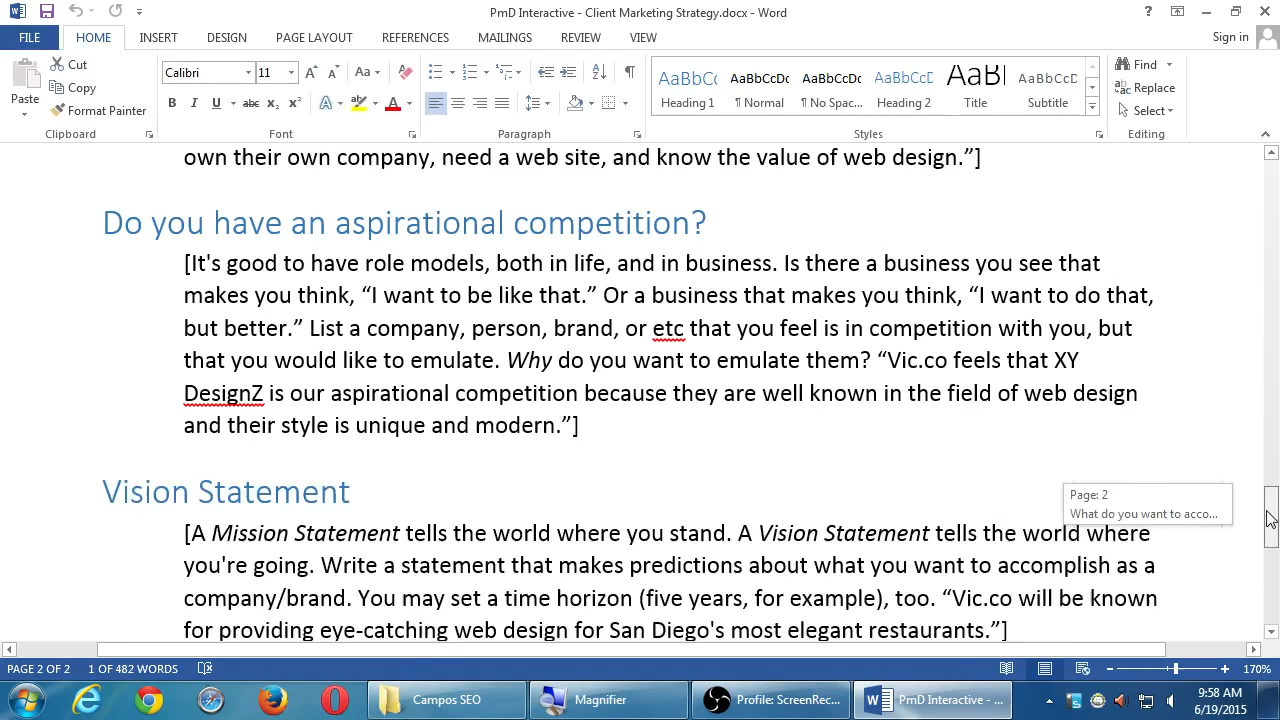 PmD Interactive - Client Marketing Strategy.docx - Word
FILE HOME INSERT DESIGN PAGE LAYOUT REFERENCES MAILINGS REVIEW VIEW Sign in
Paste
Cut
Copy
Format Painter
Clipboard
Calibri 11
Font
Paragraph
AaBbCc AaBbCcDc AaBbCcDc AaBbCcD AaB AaBbCcD
Heading 1 ¶ Normal ¶ No Spac... Heading 2 Title Subtitle
Styles
Find
Replace
Select
Editing
own their own company, need a web site, and know the value of web design.”]
Do you have an aspirational competition?
[It's good to have role models, both in life, and in business. Is there a business you see that
makes you think, “I want to be like that.” Or a business that makes you think, “I want to do that,
but better.” List a company, person, brand, or etc that you feel is in competition with you, but
that you would like to emulate. Why do you want to emulate them? “Vic.co feels that XY
DesignZ is our aspirational competition because they are well known in the field of web design
and their style is unique and modern.”]
Vision Statement
Page: 2
What do you want to acco...
[A Mission Statement tells the world where you stand. A Vision Statement tells the world where
you're going. Write a statement that makes predictions about what you want to accomplish as a
company/brand. You may set a time horizon (five years, for example), too. “Vic.co will be known
for providing eye-catching web design for San Diego's most elegant restaurants.”]
PAGE 2 OF 2 1 OF 482 WORDS 170%
Campos SEO Magnifier Profile: ScreenRec... PmD Interactive - ...
9:58 AM
6/19/2015